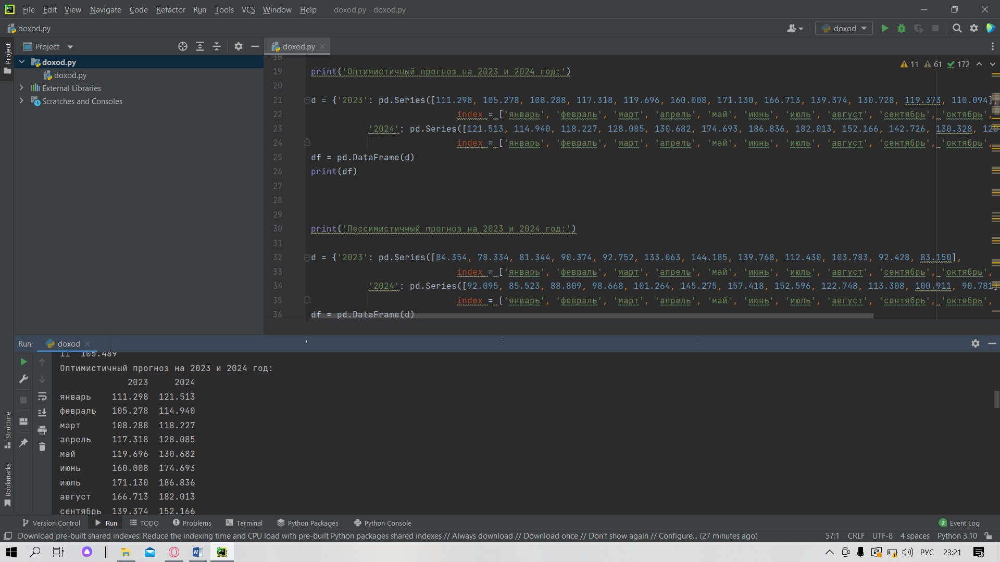 File Edit View Navigate Code Refactor Run Tools VCS Window Help doxod.py - doxod.py
doxod.py
doxod
Project
Project
doxod.py
doxod.py
External Libraries
Scratches and Consoles
doxod.py
11 61 172
18
19 print('Оптимистичный прогноз на 2023 и 2024 год:')
20
21 d = {'2023': pd.Series([111.298, 105.278, 108.288, 117.318, 119.696, 160.008, 171.130, 166.713, 139.374, 130.728, 119.373, 110.094],
22 index = ['январь', 'февраль', 'март', 'апрель', 'май', 'июнь', 'июль', 'август', 'сентябрь', 'октябрь',
23 '2024': pd.Series([121.513, 114.940, 118.227, 128.085, 130.682, 174.693, 186.836, 182.013, 152.166, 142.726, 130.328, 120
24 index = ['январь', 'февраль', 'март', 'апрель', 'май', 'июнь', 'июль', 'август', 'сентябрь', 'октябрь',
25 df = pd.DataFrame(d)
26 print(df)
27
28
29
30 print('Пессимистичный прогноз на 2023 и 2024 год:')
31
32 d = {'2023': pd.Series([84.354, 78.334, 81.344, 90.374, 92.752, 133.063, 144.185, 139.768, 112.430, 103.783, 92.428, 83.150],
33 index = ['январь', 'февраль', 'март', 'апрель', 'май', 'июнь', 'июль', 'август', 'сентябрь', 'октябрь',
34 '2024': pd.Series([92.095, 85.523, 88.809, 98.668, 101.264, 145.275, 157.418, 152.596, 122.748, 113.308, 100.911, 90.781]
35 index = ['январь', 'февраль', 'март', 'апрель', 'май', 'июнь', 'июль', 'август', 'сентябрь', 'октябрь',
36 df = pd.DataFrame(d)
Run: doxod
11 105.489
Оптимистичный прогноз на 2023 и 2024 год:
2023 2024
январь 111.298 121.513
февраль 105.278 114.940
март 108.288 118.227
апрель 117.318 128.085
май 119.696 130.682
июнь 160.008 174.693
июль 171.130 186.836
август 166.713 182.013
сентябрь 139.374 152.166
Structure
Bookmarks
Version Control Run TODO Problems Terminal Python Packages Python Console 2 Event Log
Download pre-built shared indexes: Reduce the indexing time and CPU load with pre-built Python packages shared indexes // Always download // Download once // Don't show again // Configure... (27 minutes ago) 57:1 CRLF UTF-8 4 spaces Python 3.10
РУС 23:21